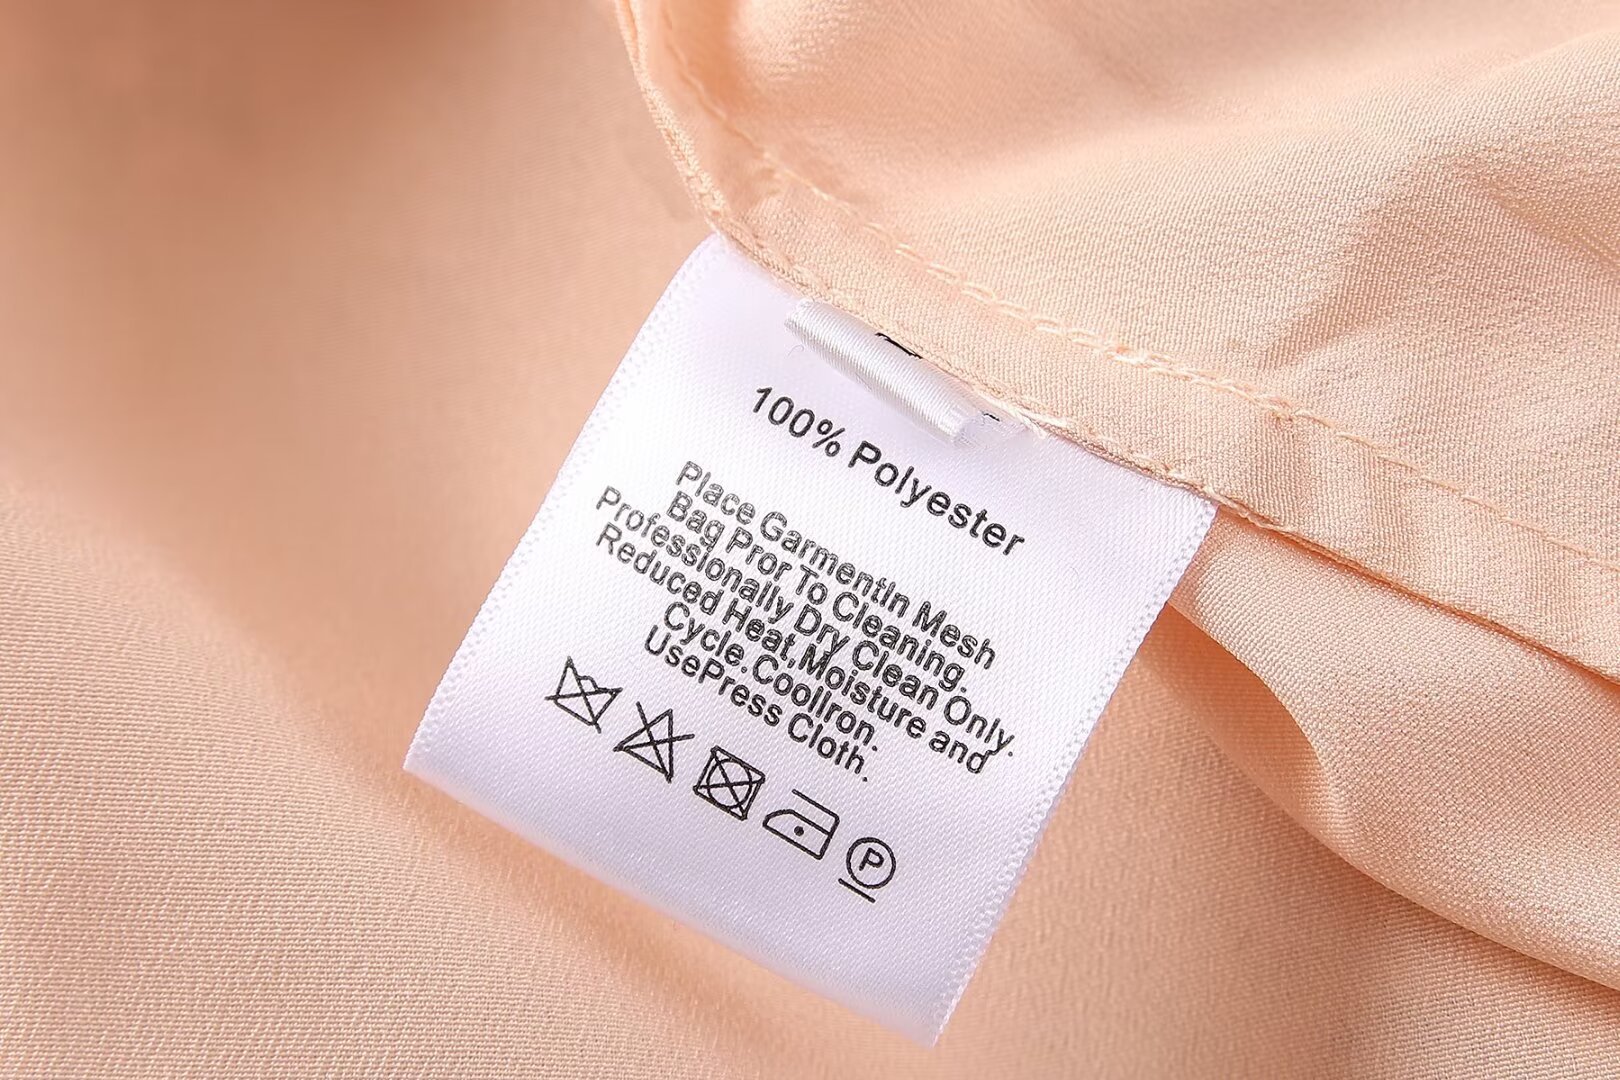 100% Polyester
Place GarmentIn Mesh
Bag Pror To Cleaning.
Professionally Dry Clean Only.
Reduced Heat,Moisture and
Cycle.CoolIron.
UsePress Cloth.
P